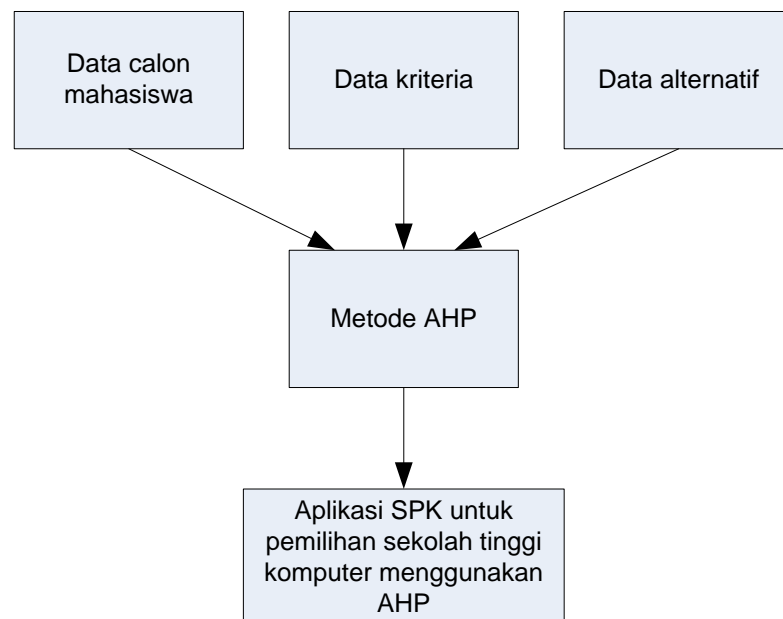 Data calon
mahasiswa
Data kriteria
Data alternatif
Metode AHP
Aplikasi SPK untuk
pemilihan sekolah tinggi
komputer menggunakan
AHP